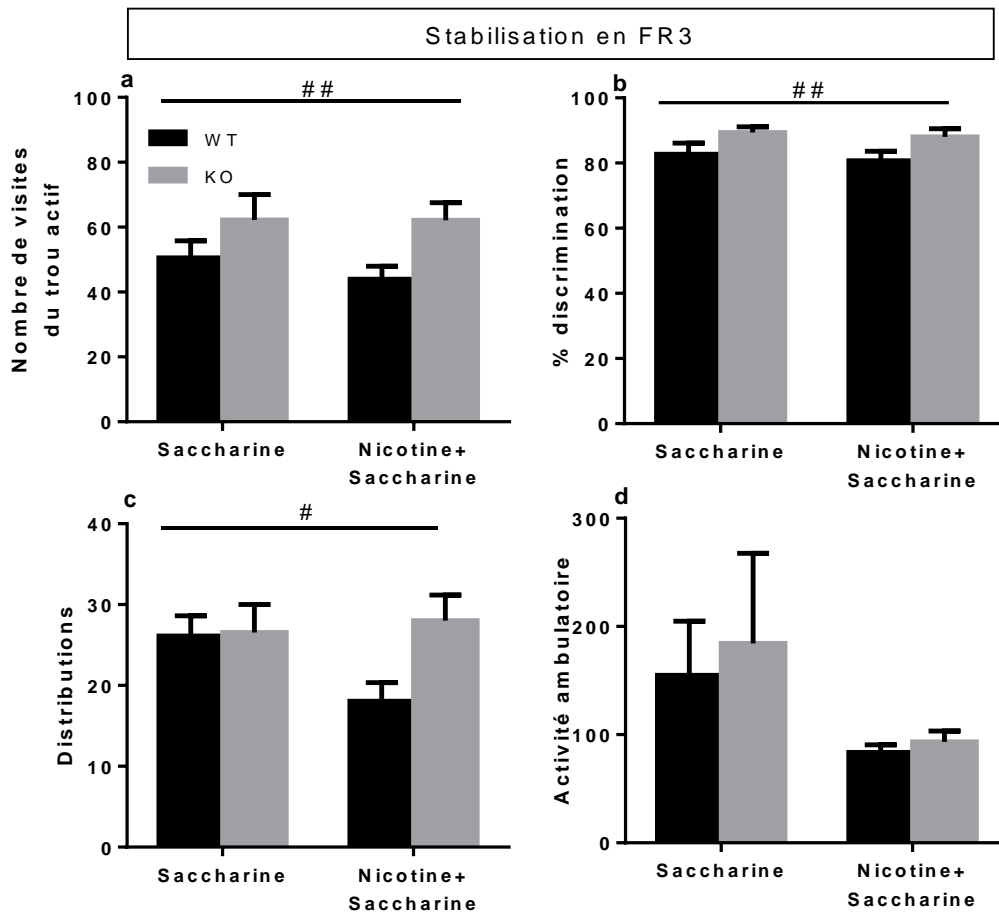 Stabilisation en FR3
a
##
100
80
60
40
20
0
Nombre de visites
du trou actif
WT
KO
Saccharine
Nicotine+
Saccharine
b
##
100
80
60
40
20
0
% discrimination
Saccharine
Nicotine+
Saccharine
c
#
40
30
20
10
0
Distributions
Saccharine
Nicotine+
Saccharine
d
300
200
100
0
Activité ambulatoire
Saccharine
Nicotine+
Saccharine